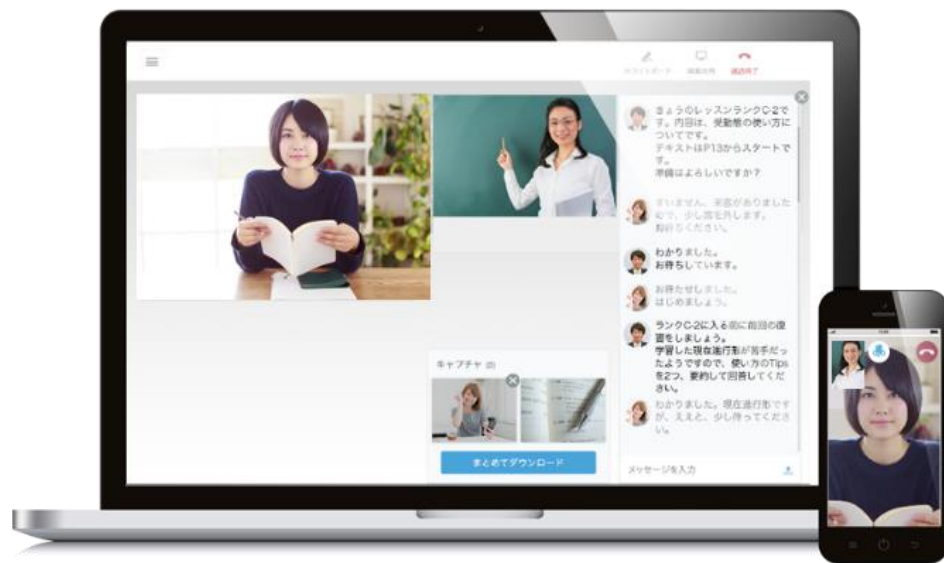 ホワイトボード 画面共有 通話終了
きょうのレッスンランクC-2で
す。内容は、受動態の使い方に
ついてです。
テキストはP13からスタートで
す。
準備はよろしいですか?
すいません、来客がありました
ので、少し席を外します。
お待ちください。
わかりました。
お待ちしています。
お待たせしました。
はじめましょう。
ランクC-2に入る前に前回の復
習をしましょう。
学習した現在進行形が苦手だっ
たようですので、使い方のTips
を2つ、要約して回答してくだ
さい。
わかりました。現在進行形です
が、ええと、少し待ってくださ
い。
キャプチャ
まとめてダウンロード
メッセージを入力